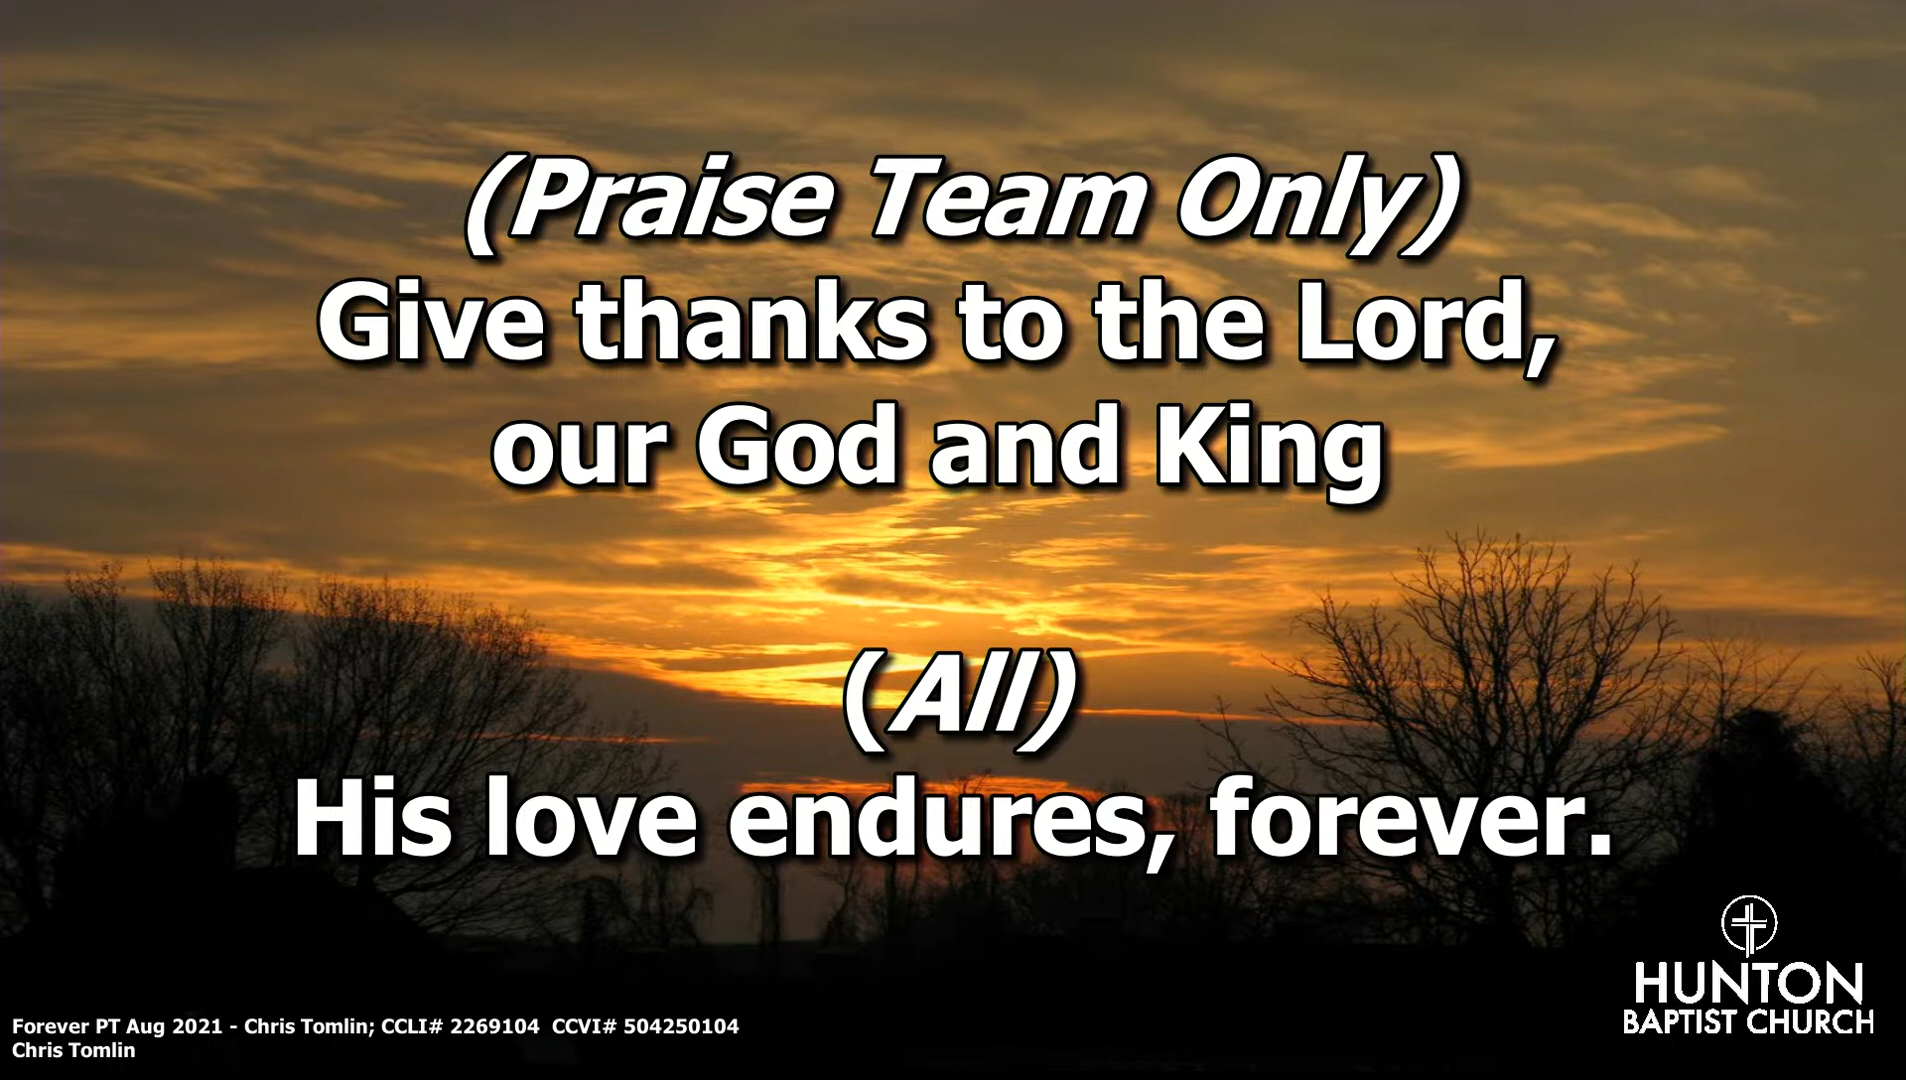 (Praise Team Only)
Give thanks to the Lord,
our God and King
(All)
His love endures, forever.
HUNTON
BAPTIST CHURCH
Forever PT Aug 2021 - Chris Tomlin; CCLI# 2269104  CCVI# 504250104
Chris Tomlin